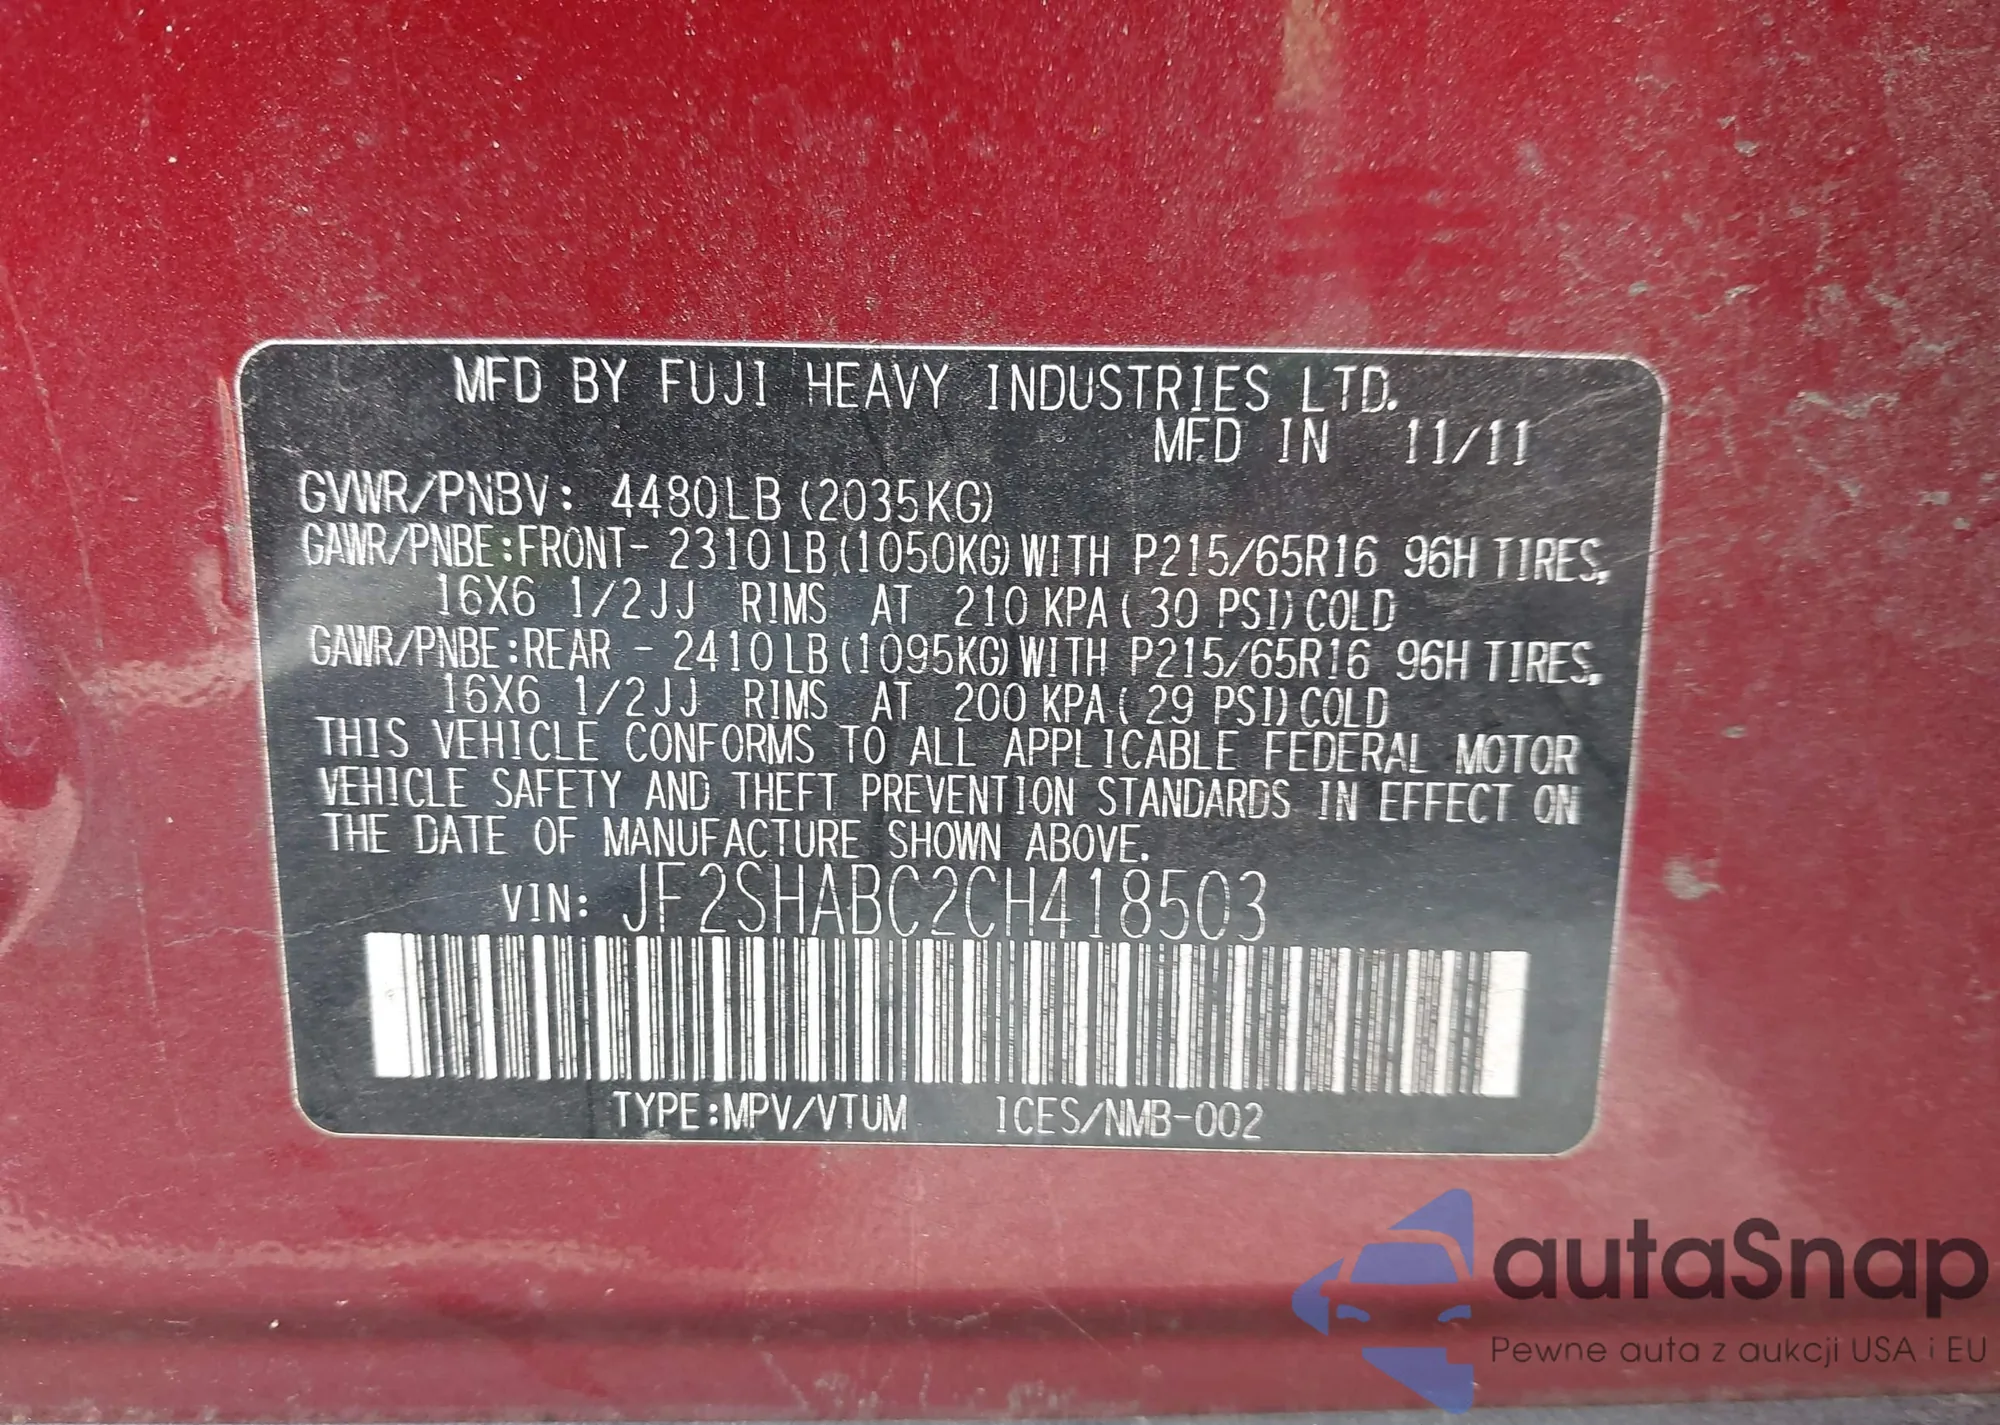 MFD BY FUJI HEAVY INDUSTRIES LTD.
MFD IN 11/11
GVWR/PNBV: 4480LB (2035KG)
GAWR/PNBE:FRONT- 2310LB(1050KG)WITH P215/65R16 96H TIRES,
16X6 1/2JJ RIMS AT 210 KPA( 30 PSI)COLD
GAWR/PNBE:REAR - 2410LB(1095KG)WITH P215/65R16 96H TIRES,
16X6 1/2JJ RIMS AT 200 KPA( 29 PSI)COLD
THIS VEHICLE CONFORMS TO ALL APPLICABLE FEDERAL MOTOR
VEHICLE SAFETY AND THEFT PREVENTION STANDARDS IN EFFECT ON
THE DATE OF MANUFACTURE SHOWN ABOVE.
VIN: JF2SHABC2CH418503
TYPE:MPV/VTUM ICES/NMB-002
autaSnap
Pewne auta z aukcji USA i EU